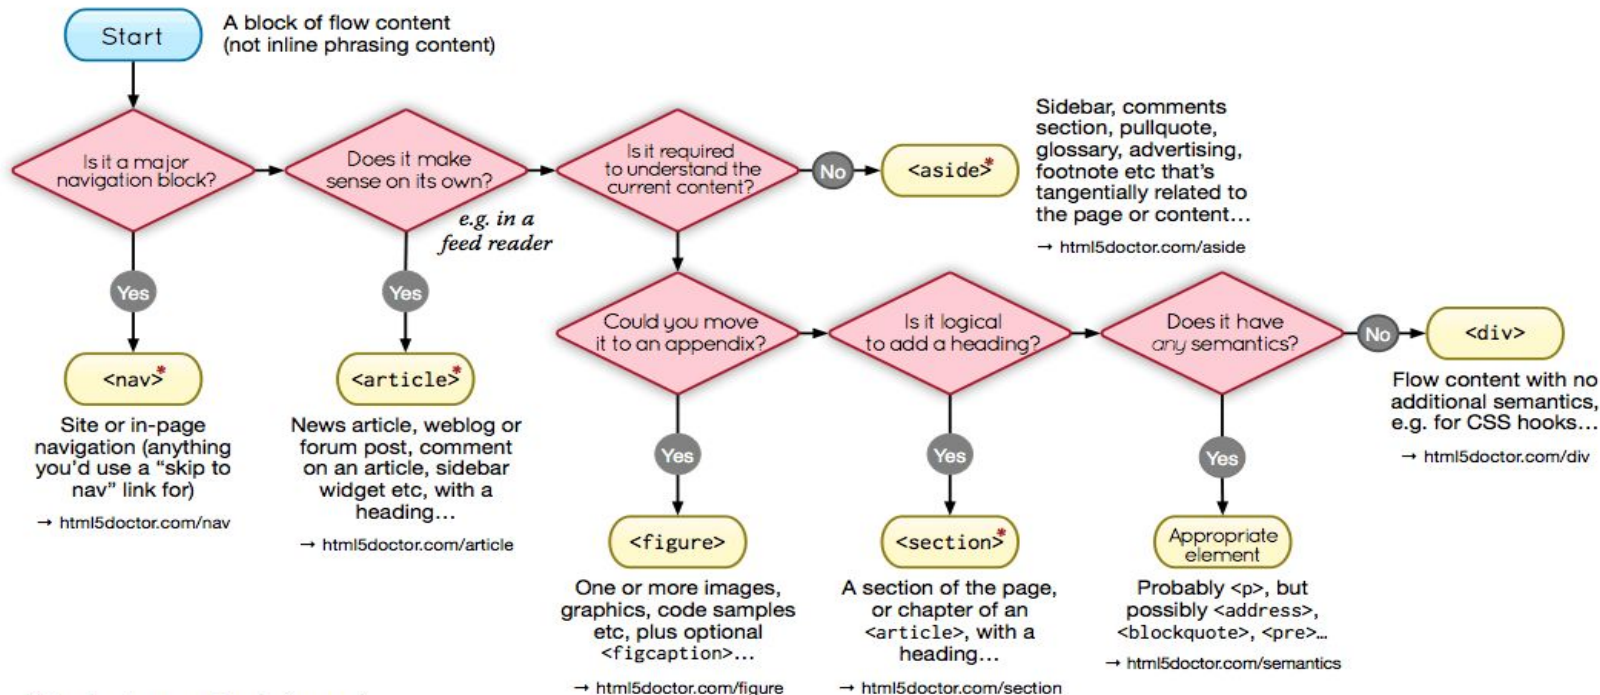 Start
A block of flow content
(not inline phrasing content)
Is it a major
navigation block?
Does it make
sense on its own?
e.g. in a
feed reader
Is it required
to understand the
current content?
No
<aside>*
Sidebar, comments
section, pullquote,
glossary, advertising,
footnote etc that's
tangentially related to
the page or content…
→ html5doctor.com/aside
Yes
<nav>*
Site or in-page
navigation (anything
you'd use a “skip to
nav” link for)
→ html5doctor.com/nav
Yes
<article>*
News article, weblog or
forum post, comment
on an article, sidebar
widget etc, with a
heading…
→ html5doctor.com/article
Could you move
it to an appendix?
Is it logical
to add a heading?
Does it have
any semantics?
No
<div>
Flow content with no
additional semantics,
e.g. for CSS hooks…
→ html5doctor.com/div
Yes
<figure>
One or more images,
graphics, code samples
etc, plus optional
<figcaption>…
→ html5doctor.com/figure
Yes
<section>*
A section of the page,
or chapter of an
<article>, with a
heading…
→ html5doctor.com/section
Yes
Appropriate
element
Probably <p>, but
possibly <address>,
<blockquote>, <pre>…
→ html5doctor.com/semantics